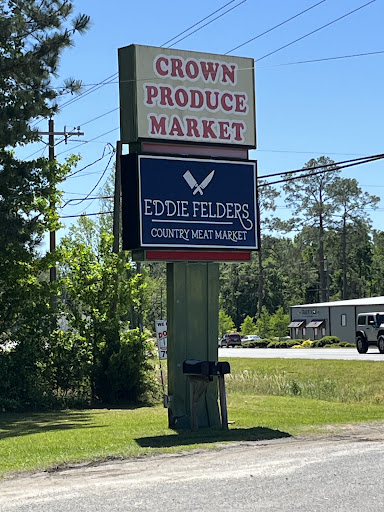 CROWN
PRODUCE
MARKET
EDDIE FELDERS
COUNTRY MEAT MARKET